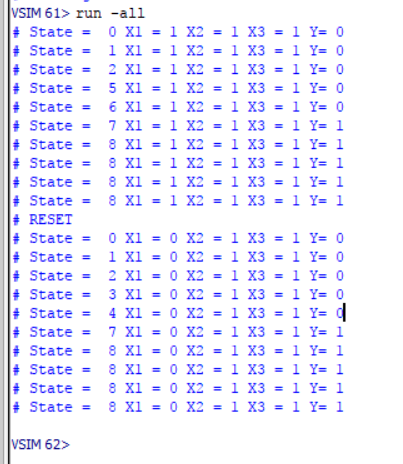 VSIM 61> run -all
# State =  0 X1 = 1 X2 = 1 X3 = 1 Y= 0
# State =  1 X1 = 1 X2 = 1 X3 = 1 Y= 0
# State =  2 X1 = 1 X2 = 1 X3 = 1 Y= 0
# State =  5 X1 = 1 X2 = 1 X3 = 1 Y= 0
# State =  6 X1 = 1 X2 = 1 X3 = 1 Y= 0
# State =  7 X1 = 1 X2 = 1 X3 = 1 Y= 1
# State =  8 X1 = 1 X2 = 1 X3 = 1 Y= 1
# State =  8 X1 = 1 X2 = 1 X3 = 1 Y= 1
# State =  8 X1 = 1 X2 = 1 X3 = 1 Y= 1
# State =  8 X1 = 1 X2 = 1 X3 = 1 Y= 1
# RESET
# State =  0 X1 = 0 X2 = 1 X3 = 1 Y= 0
# State =  1 X1 = 0 X2 = 1 X3 = 1 Y= 0
# State =  2 X1 = 0 X2 = 1 X3 = 1 Y= 0
# State =  3 X1 = 0 X2 = 1 X3 = 1 Y= 0
# State =  4 X1 = 0 X2 = 1 X3 = 1 Y= 0
# State =  7 X1 = 0 X2 = 1 X3 = 1 Y= 1
# State =  8 X1 = 0 X2 = 1 X3 = 1 Y= 1
# State =  8 X1 = 0 X2 = 1 X3 = 1 Y= 1
# State =  8 X1 = 0 X2 = 1 X3 = 1 Y= 1
# State =  8 X1 = 0 X2 = 1 X3 = 1 Y= 1
VSIM 62>